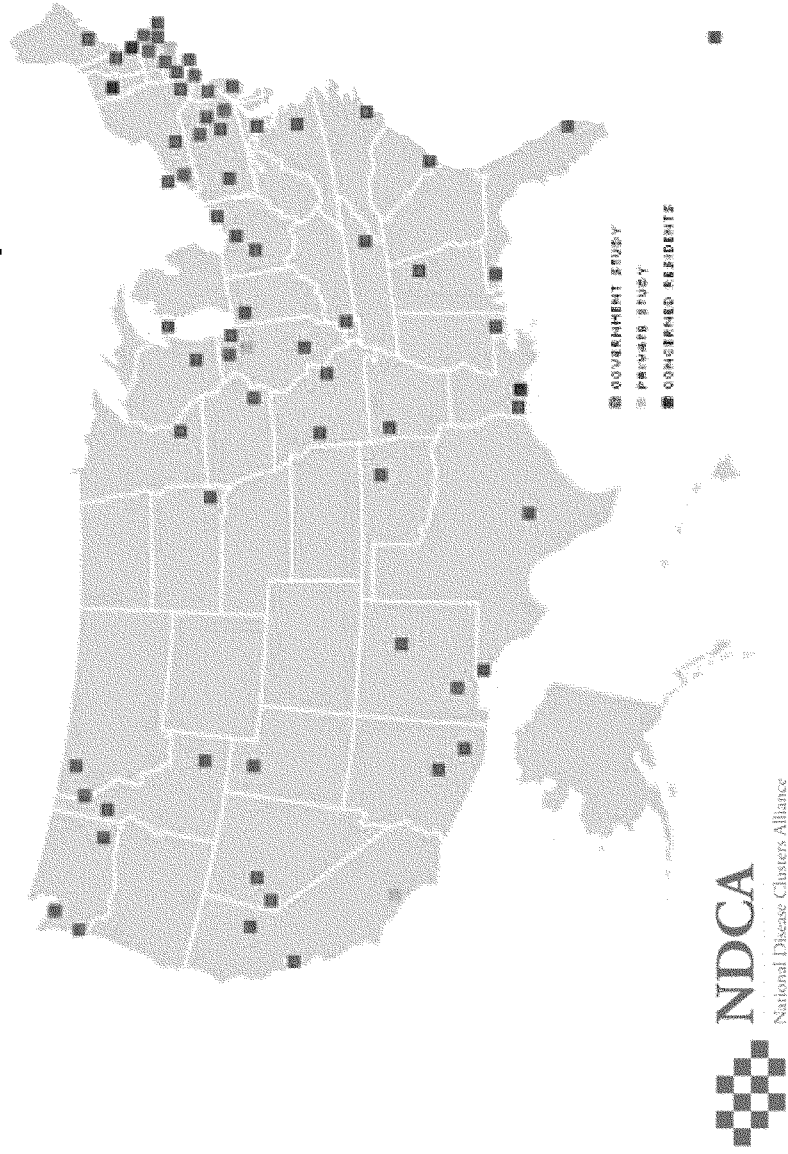 GOVERNMENT STUDY
PRIVATE STUDY
CONCERNED RESIDENTS
NDCA
National Disease Clusters Alliance